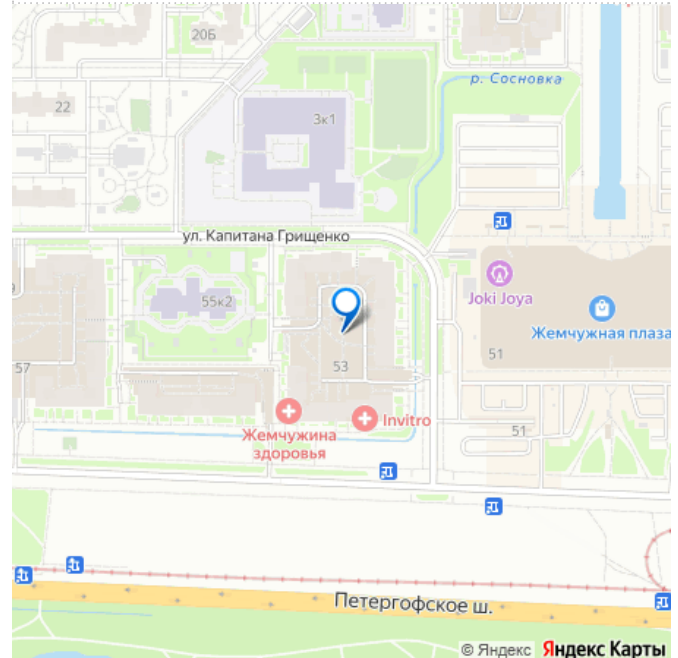 20Б
р. Сосновка
22
3к1
ул. Капитана Грищенко
Joki Joya
55к2
Жемчужная плаза
51
57
53
Invitro
51
Жемчужина
здоровья
Петергофское ш.
© Яндекс Яндекс Карты